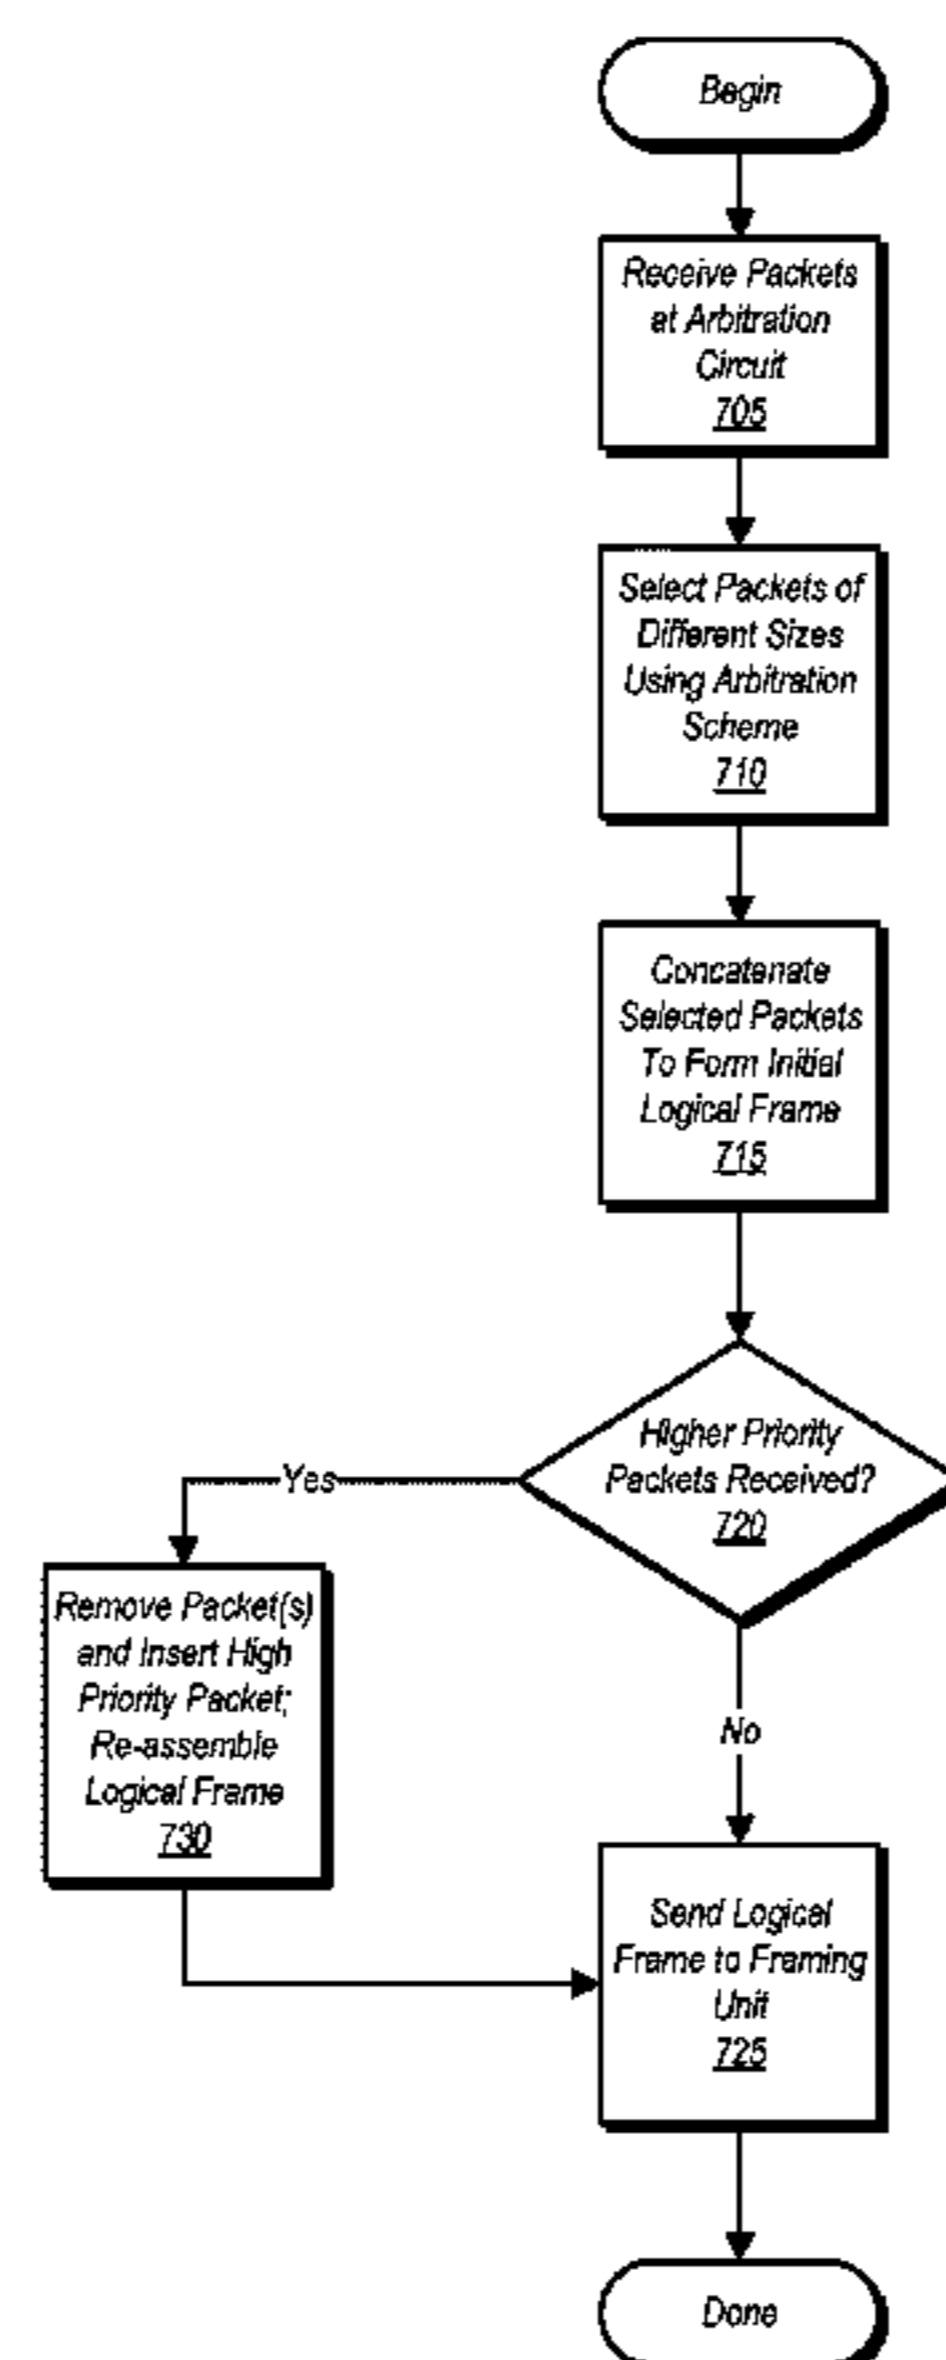 Begin
Receive Packets
at Arbitration
Circuit
705
Select Packets of
Different Sizes
Using Arbitration
Scheme
710
Concatenate
Selected Packets
To Form Initial
Logical Frame
715
Higher Priority
Packets Received?
720
Yes
Remove Packet(s)
and Insert High
Priority Packet;
Re-assemble
Logical Frame
730
No
Send Logical
Frame to Framing
Unit
725
Done